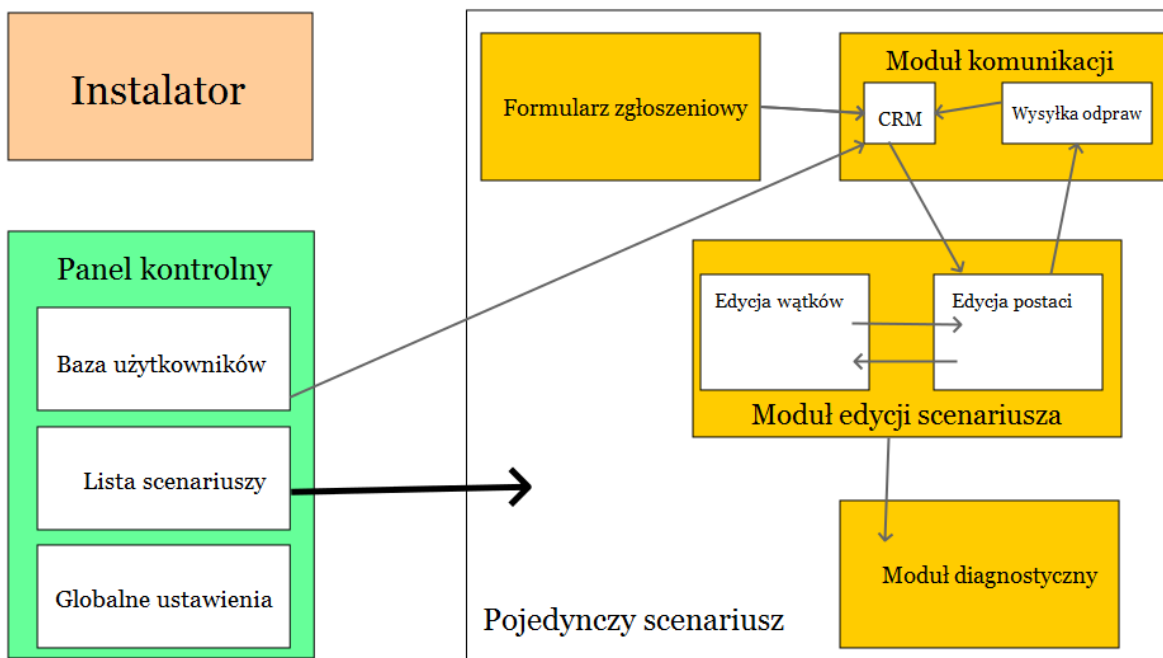 Instalator
Panel kontrolny
Baza użytkowników
Lista scenariuszy
Globalne ustawienia
Formularz zgłoszeniowy
Moduł komunikacji
CRM
Wysyłka odpraw
Edycja wątków
Edycja postaci
Moduł edycji scenariusza
Moduł diagnostyczny
Pojedynczy scenariusz